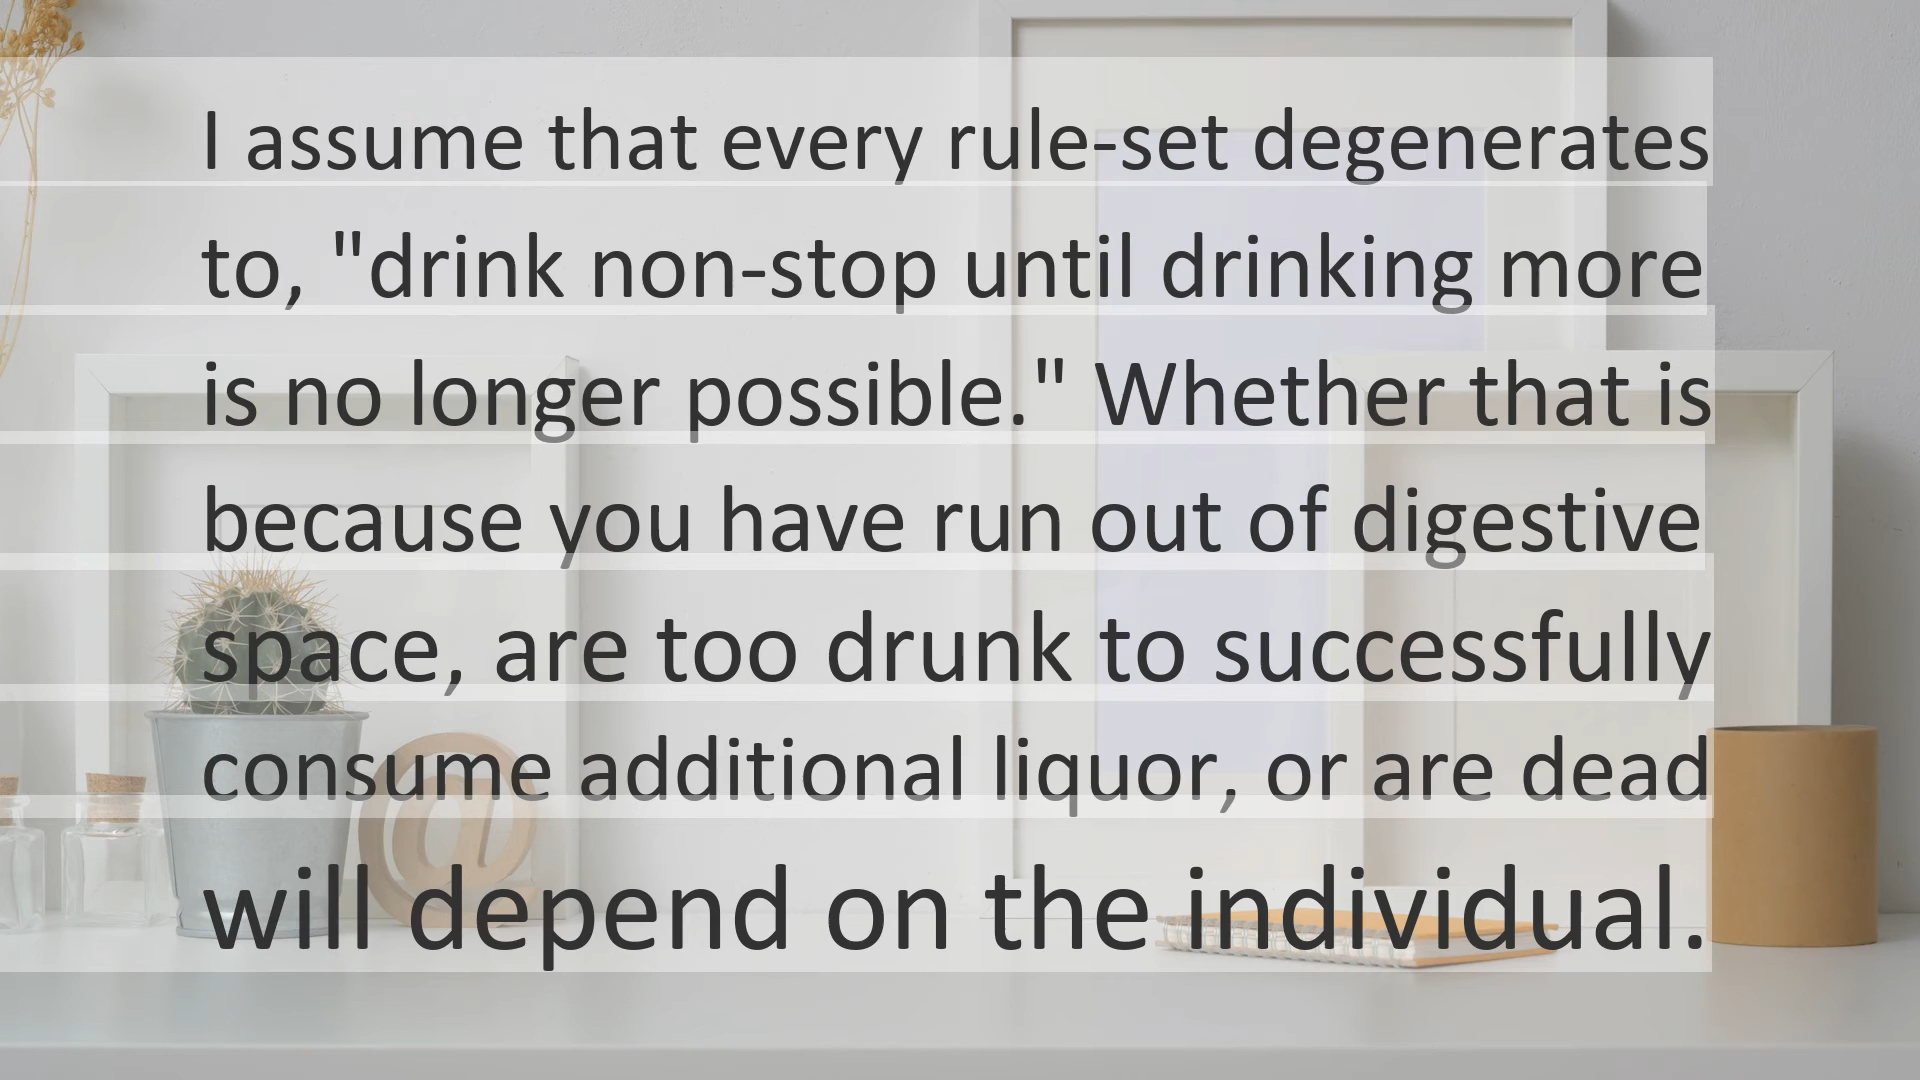 I assume that every rule-set degenerates
to, "drink non-stop until drinking more
is no longer possible." Whether that is
because you have run out of digestive
space, are too drunk to successfully
consume additional liquor, or are dead
will depend on the individual.